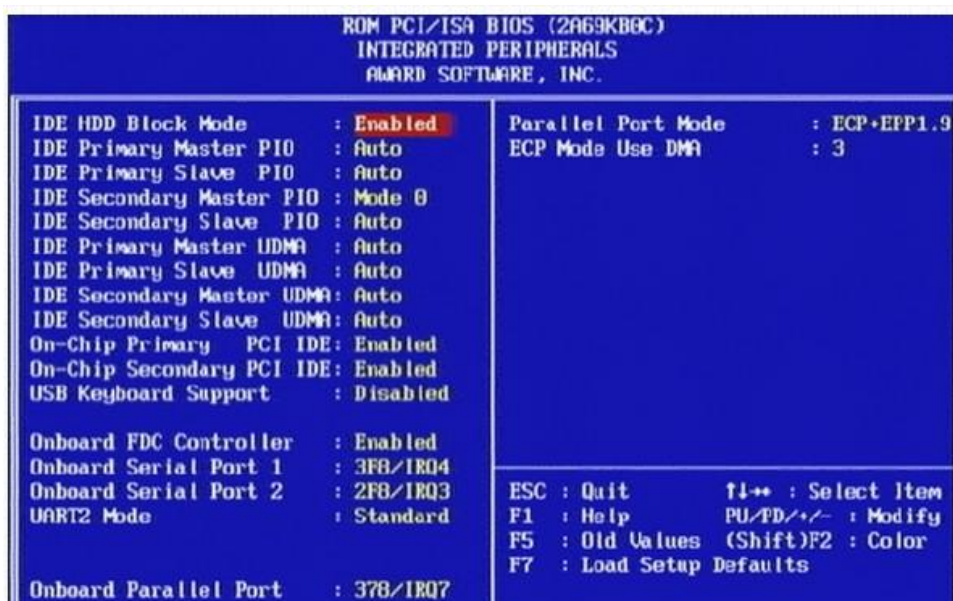 ROM PCI/ISA BIOS (2A69KB0C)
INTEGRATED PERIPHERALS
AWARD SOFTWARE, INC.
IDE HDD Block Mode : Enabled
IDE Primary Master PIO : Auto
IDE Primary Slave PIO : Auto
IDE Secondary Master PIO : Mode 0
IDE Secondary Slave PIO : Auto
IDE Primary Master UDMA : Auto
IDE Primary Slave UDMA : Auto
IDE Secondary Master UDMA: Auto
IDE Secondary Slave UDMA: Auto
On-Chip Primary PCI IDE: Enabled
On-Chip Secondary PCI IDE: Enabled
USB Keyboard Support : Disabled
Onboard FDC Controller : Enabled
Onboard Serial Port 1 : 3F8/IRQ4
Onboard Serial Port 2 : 2F8/IRQ3
UART2 Mode : Standard
Onboard Parallel Port : 378/IRQ7
Parallel Port Mode : ECP+EPP1.9
ECP Mode Use DMA : 3
ESC : Quit ↑↓→← : Select Item
F1 : Help PU/PD/+/- : Modify
F5 : Old Values (Shift)F2 : Color
F7 : Load Setup Defaults